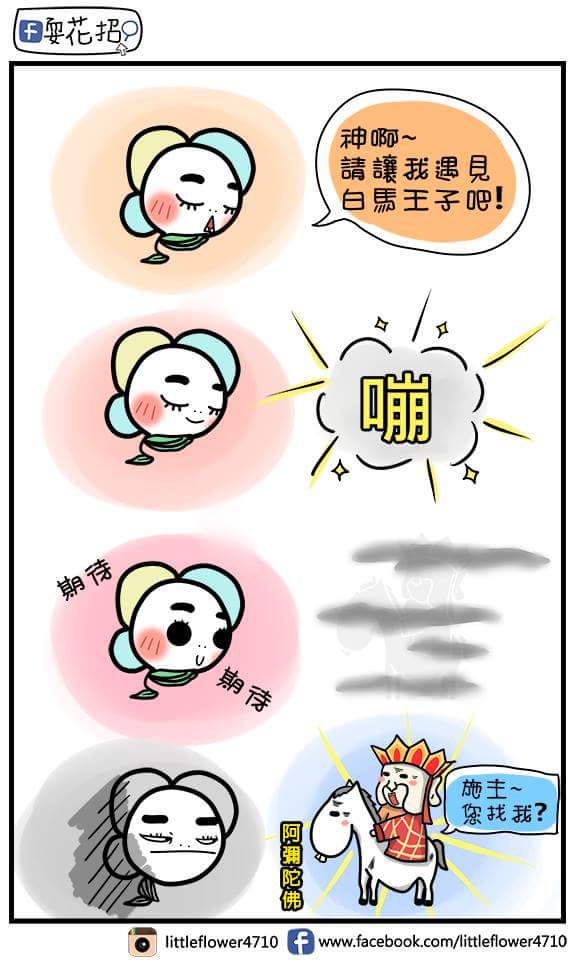 耍花招
神啊~
請讓我遇見
白馬王子吧!
嘣
期待
期待
施主~
您找我?
阿彌陀佛
littleflower4710
www.facebook.com/littleflower4710